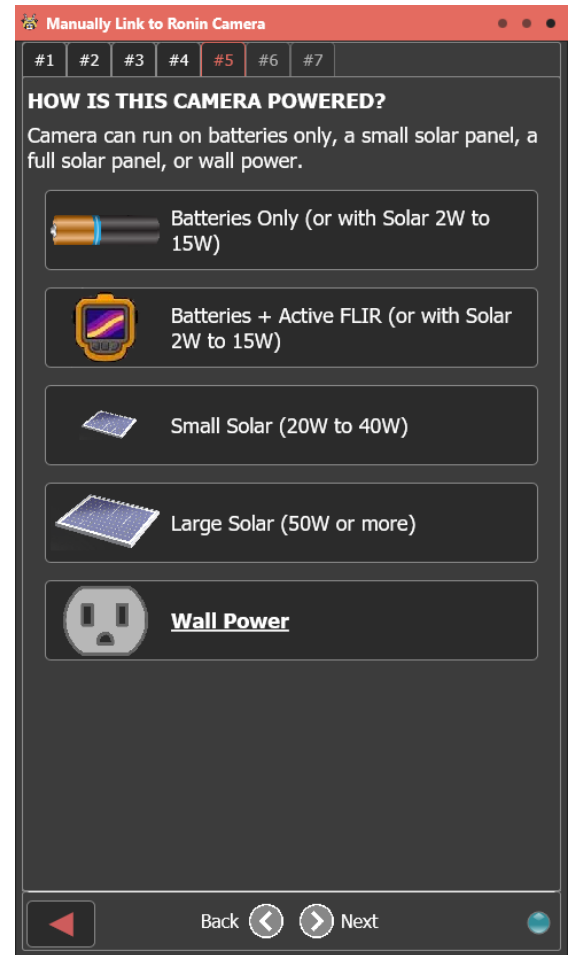 Manually Link to Ronin Camera
#1 #2 #3 #4 #5 #6 #7
HOW IS THIS CAMERA POWERED?
Camera can run on batteries only, a small solar panel, a
full solar panel, or wall power.
Batteries Only (or with Solar 2W to
15W)
Batteries + Active FLIR (or with Solar
2W to 15W)
Small Solar (20W to 40W)
Large Solar (50W or more)
Wall Power
Back Next